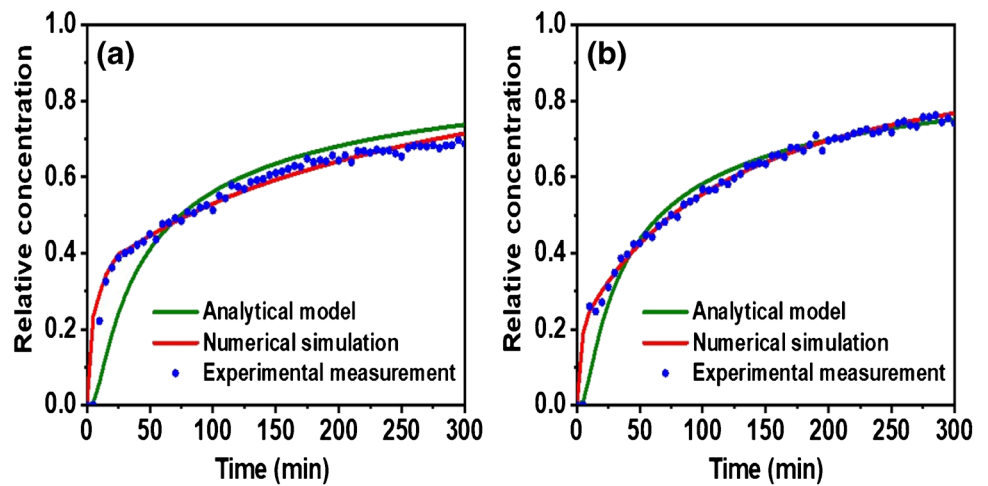 (a)
Relative concentration
1.0
0.8
0.6
0.4
0.2
0.0
Analytical model
Numerical simulation
Experimental measurement
0 50 100 150 200 250 300
Time (min)
(b)
Relative concentration
1.0
0.8
0.6
0.4
0.2
0.0
Analytical model
Numerical simulation
Experimental measurement
0 50 100 150 200 250 300
Time (min)